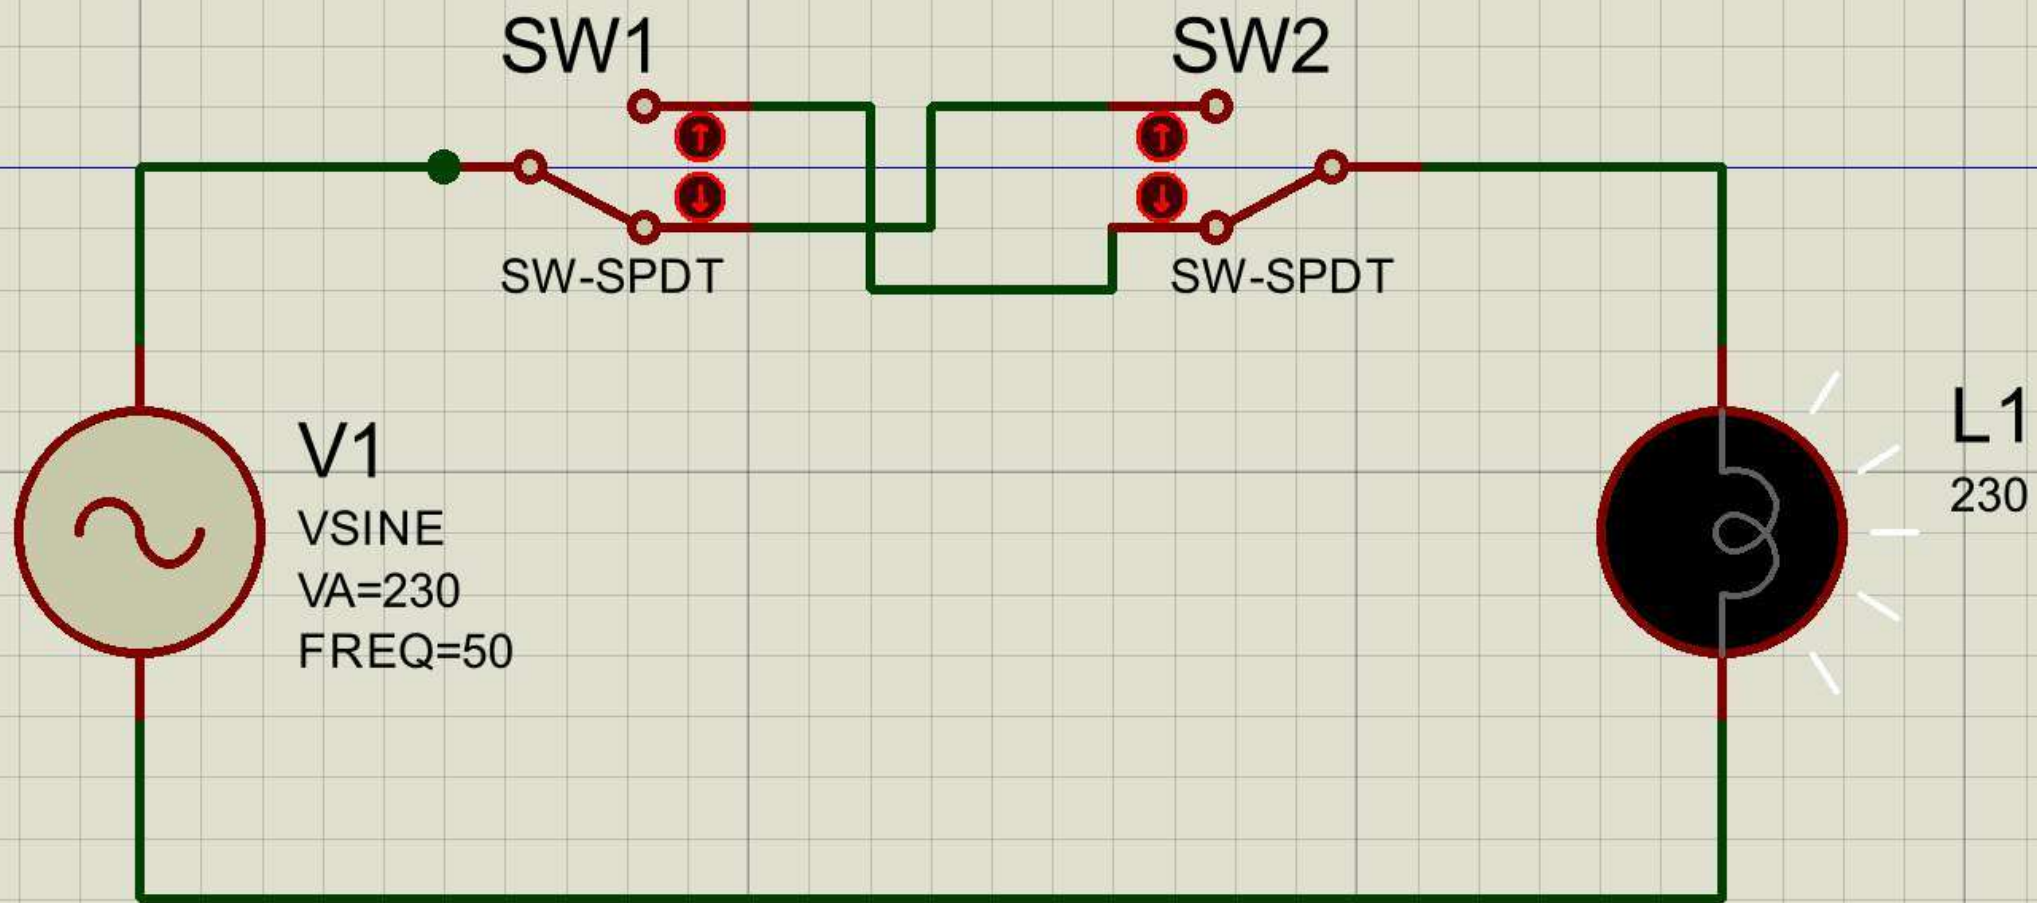 SW1
SW-SPDT
SW2
SW-SPDT
V1
VSINE
VA=230
FREQ=50
L1
230